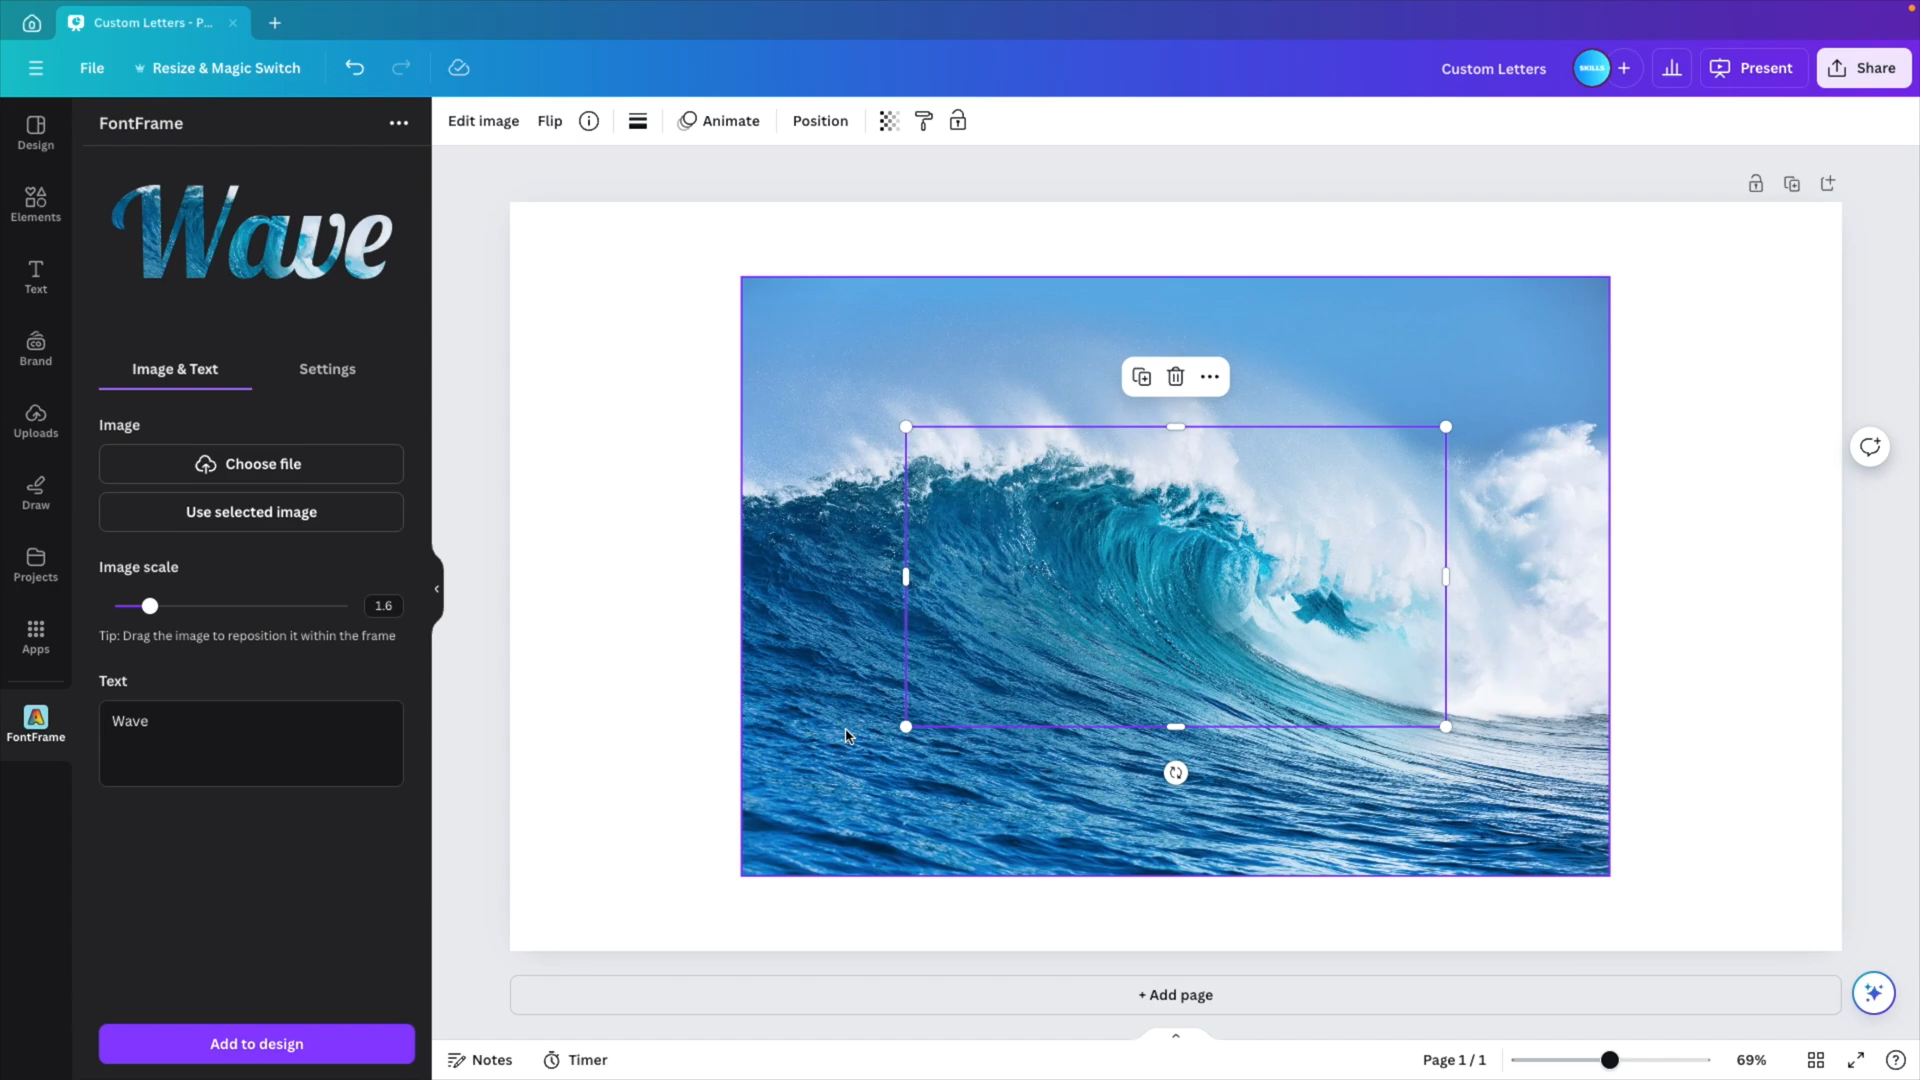 Custom Letters - P...
File
Resize & Magic Switch
Custom Letters
SKILLS
Present
Share
Design
Elements
Text
Brand
Uploads
Draw
Projects
Apps
FontFrame
FontFrame
Wave
Image & Text
Settings
Image
Choose file
Use selected image
Image scale
1.6
Tip: Drag the image to reposition it within the frame
Text
Wave
Add to design
Edit image
Flip
Animate
Position
+ Add page
Notes
Timer
Page 1 / 1
69%